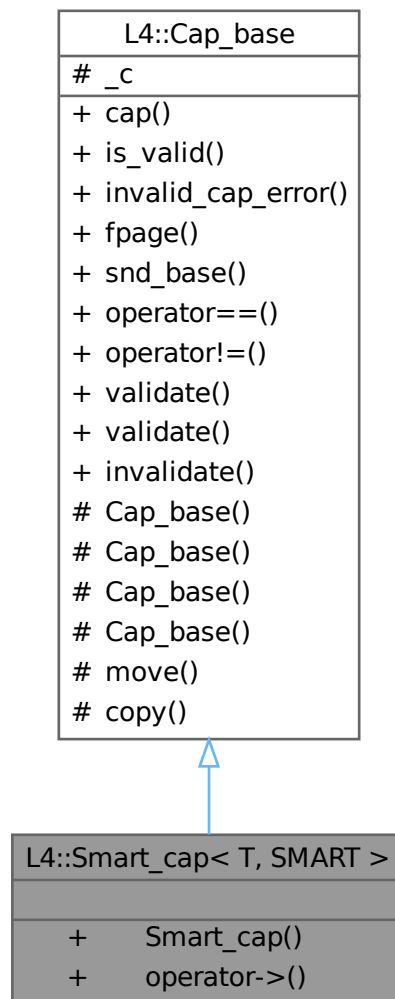 L4::Cap_base
# _c
+ cap()
+ is_valid()
+ invalid_cap_error()
+ fpage()
+ snd_base()
+ operator==()
+ operator!=()
+ validate()
+ validate()
+ invalidate()
# Cap_base()
# Cap_base()
# Cap_base()
# Cap_base()
# move()
# copy()
L4::Smart_cap< T, SMART >
+ Smart_cap()
+ operator->()